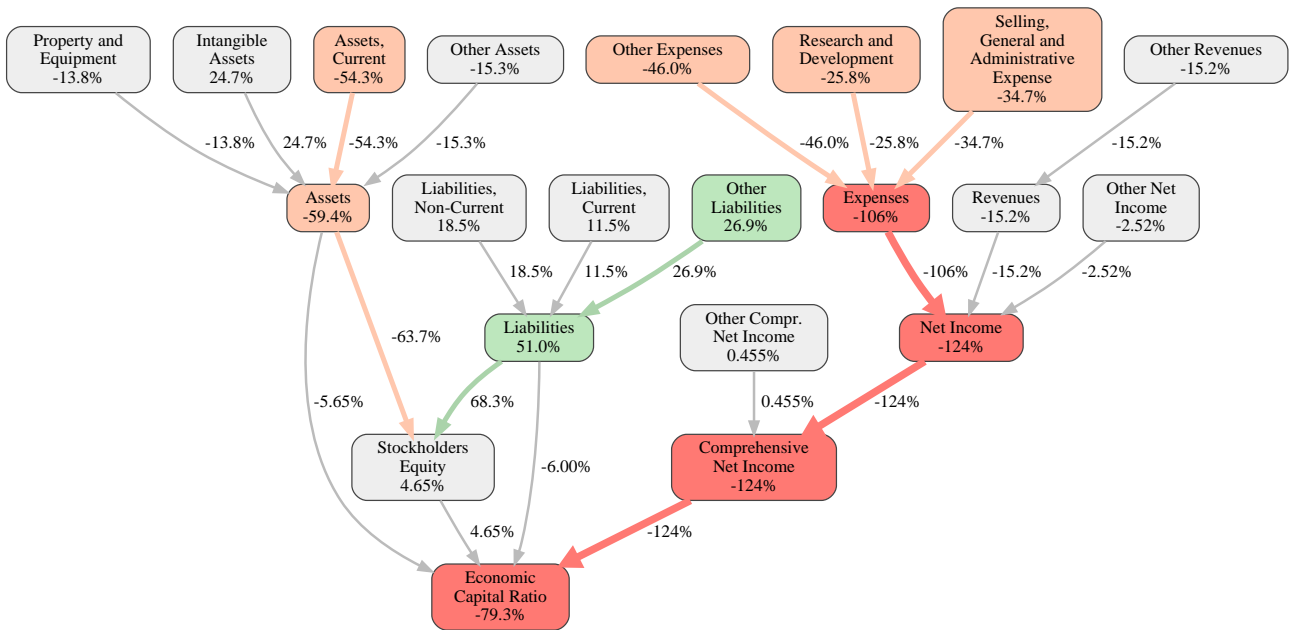 Property and
Equipment
-13.8%
Intangible
Assets
24.7%
Assets,
Current
-54.3%
Other Assets
-15.3%
Other Expenses
-46.0%
Research and
Development
-25.8%
Selling,
General and
Administrative
Expense
-34.7%
Other Revenues
-15.2%
-13.8%
24.7%
-54.3%
-15.3%
-46.0%
-25.8%
-34.7%
-15.2%
Assets
-59.4%
Liabilities,
Non-Current
18.5%
Liabilities,
Current
11.5%
Other
Liabilities
26.9%
Expenses
-106%
Revenues
-15.2%
Other Net
Income
-2.52%
18.5%
11.5%
26.9%
-106%
-15.2%
-2.52%
-63.7%
Liabilities
51.0%
Other Compr.
Net Income
0.455%
Net Income
-124%
-5.65%
68.3%
-6.00%
0.455%
-124%
Stockholders
Equity
4.65%
Comprehensive
Net Income
-124%
4.65%
-124%
Economic
Capital Ratio
-79.3%